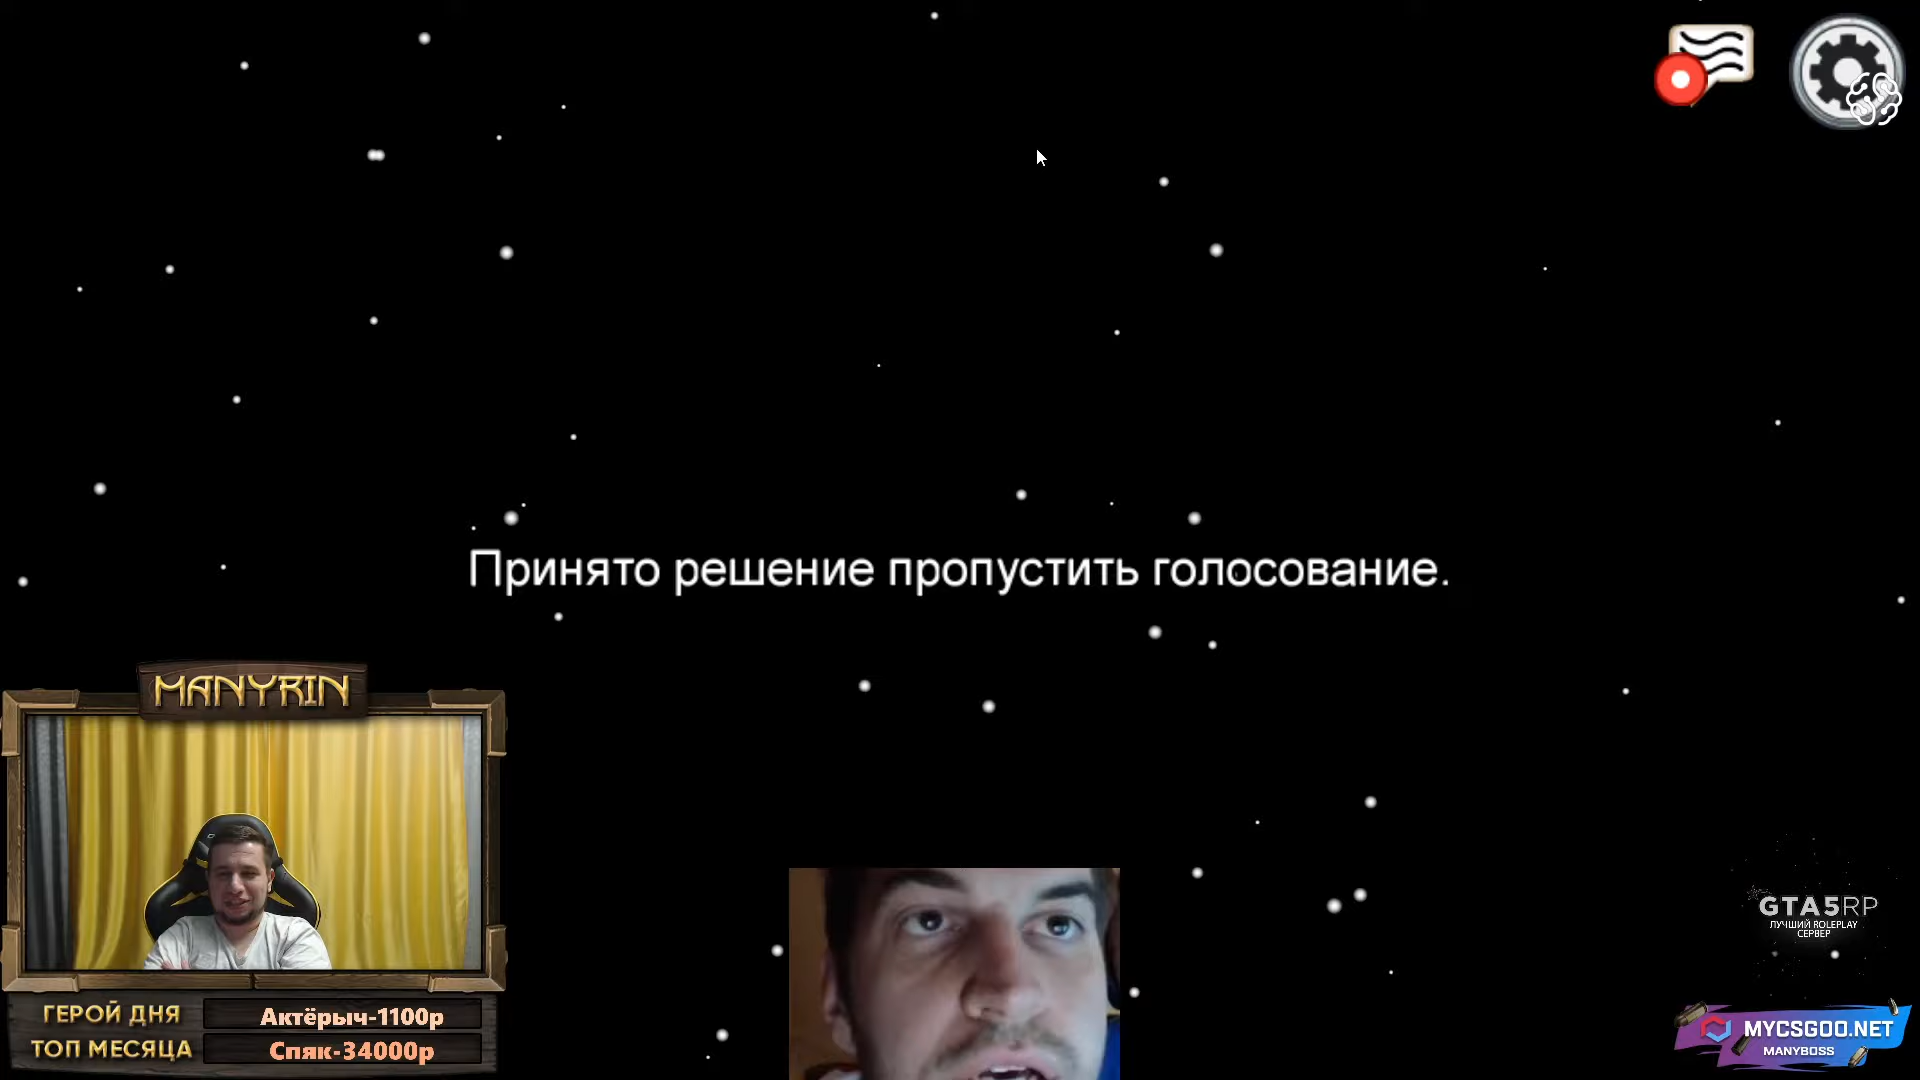 Принято решение пропустить голосование.
MANYRIN
ГЕРОЙ ДНЯ
Актёрыч-1100р
ТОП МЕСЯЦА
Спяк-34000р
GTA5RP
ЛУЧШИЙ ROLEPLAY
СЕРВЕР
MYCSGOO.NET
MANYBOSS